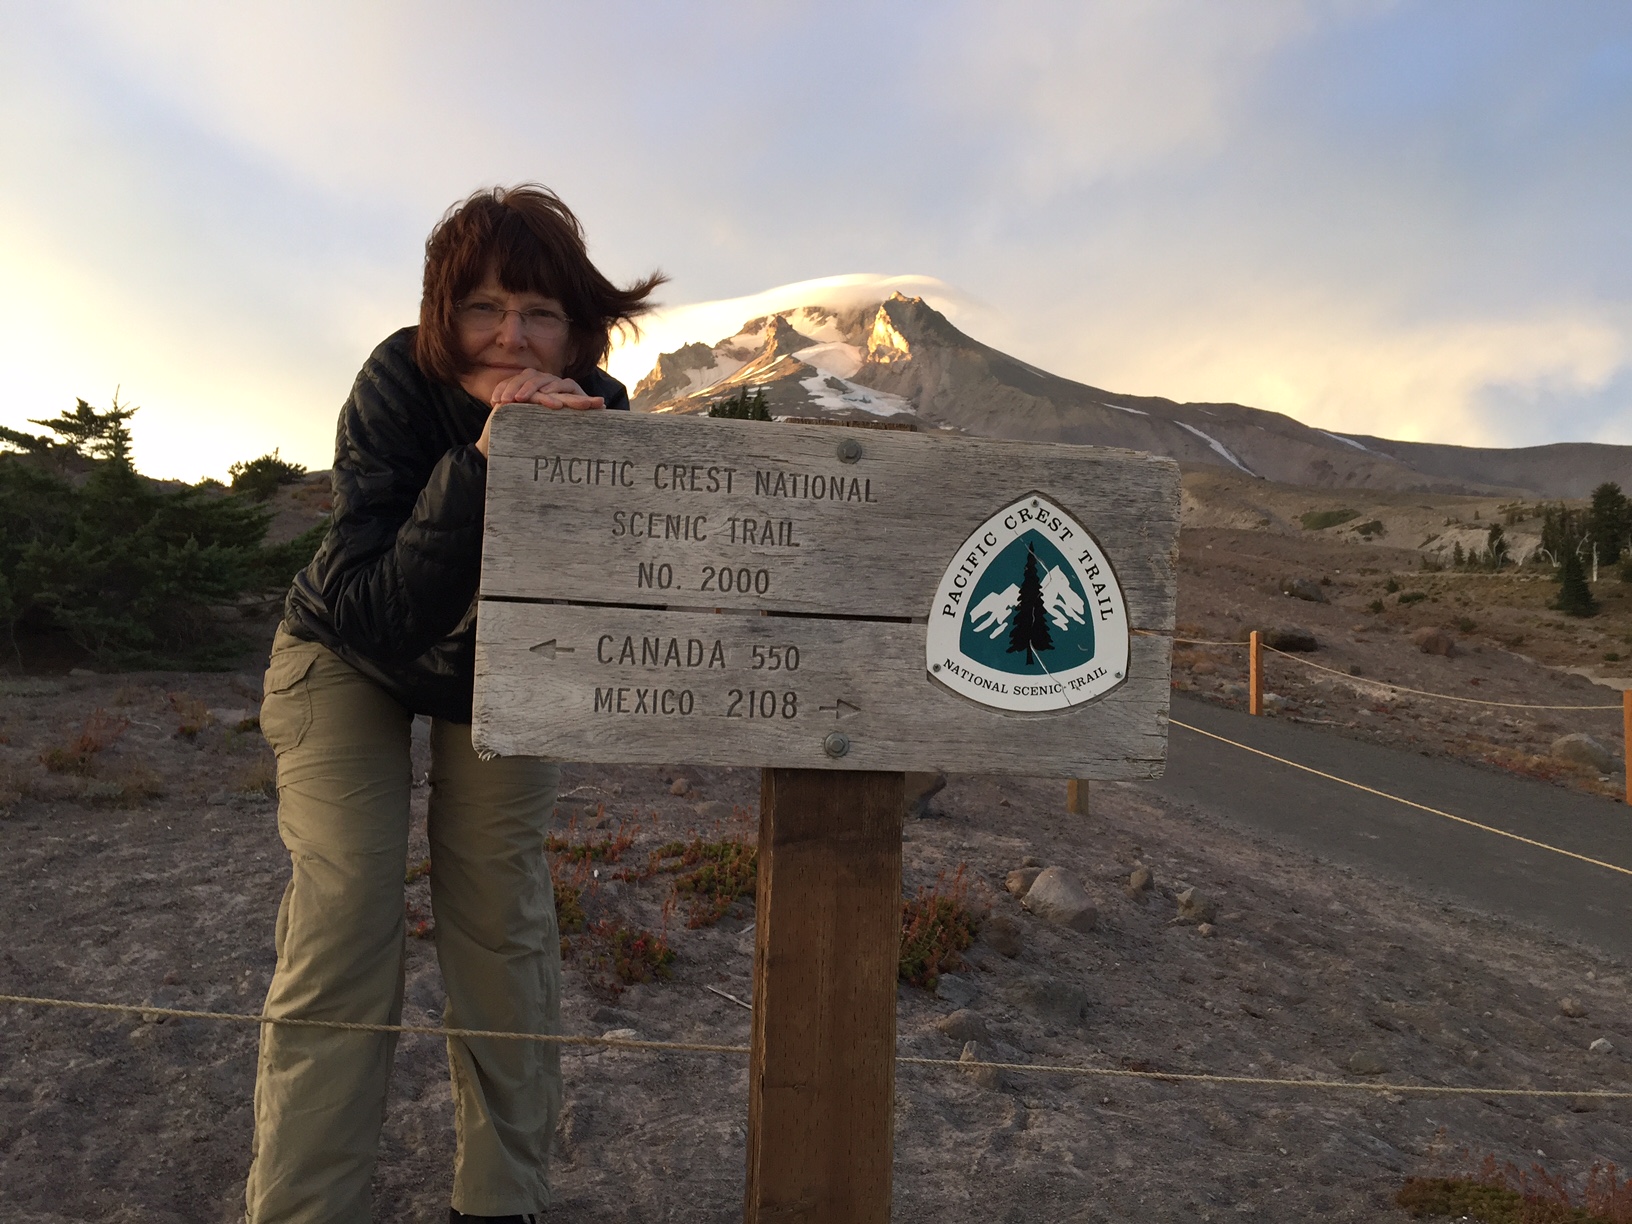 PACIFIC CREST NATIONAL
SCENIC TRAIL
NO. 2000
CANADA 550
MEXICO 2108
PACIFIC CREST TRAIL
NATIONAL SCENIC TRAIL